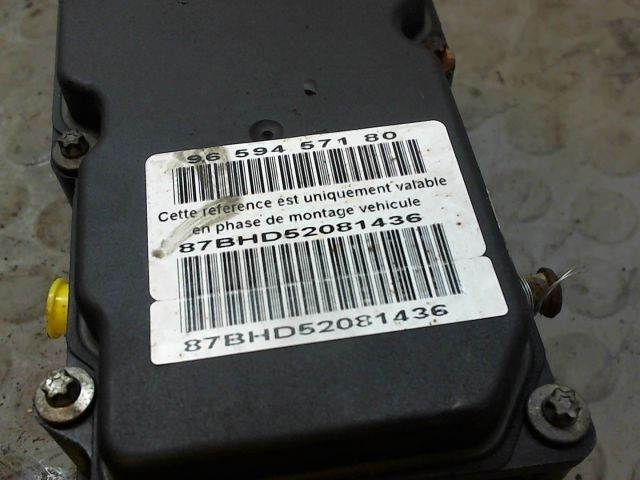 96 594 571 80
Cette reference est uniquement valable
en phase de montage vehicule
87BHD52081436
87BHD52081436